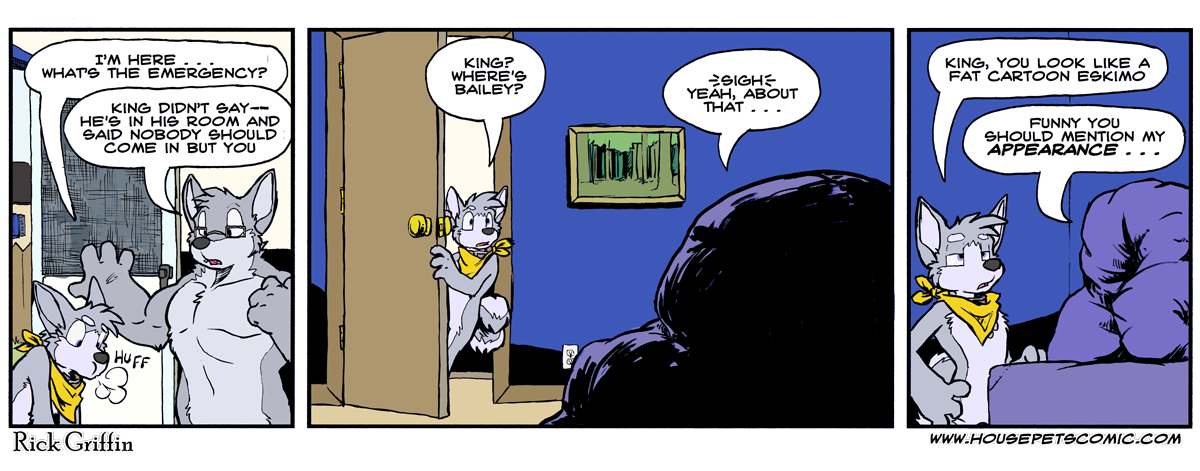 I'M HERE . . .
WHAT'S THE EMERGENCY?
KING DIDN'T SAY--
HE'S IN HIS ROOM AND
SAID NOBODY SHOULD
COME IN BUT YOU
HUFF
KING?
WHERE'S
BAILEY?
SIGH
YEAH, ABOUT
THAT . . .
KING, YOU LOOK LIKE A
FAT CARTOON ESKIMO
FUNNY YOU
SHOULD MENTION MY
APPEARANCE . . .
Rick Griffin
WWW.HOUSEPETSCOMIC.COM